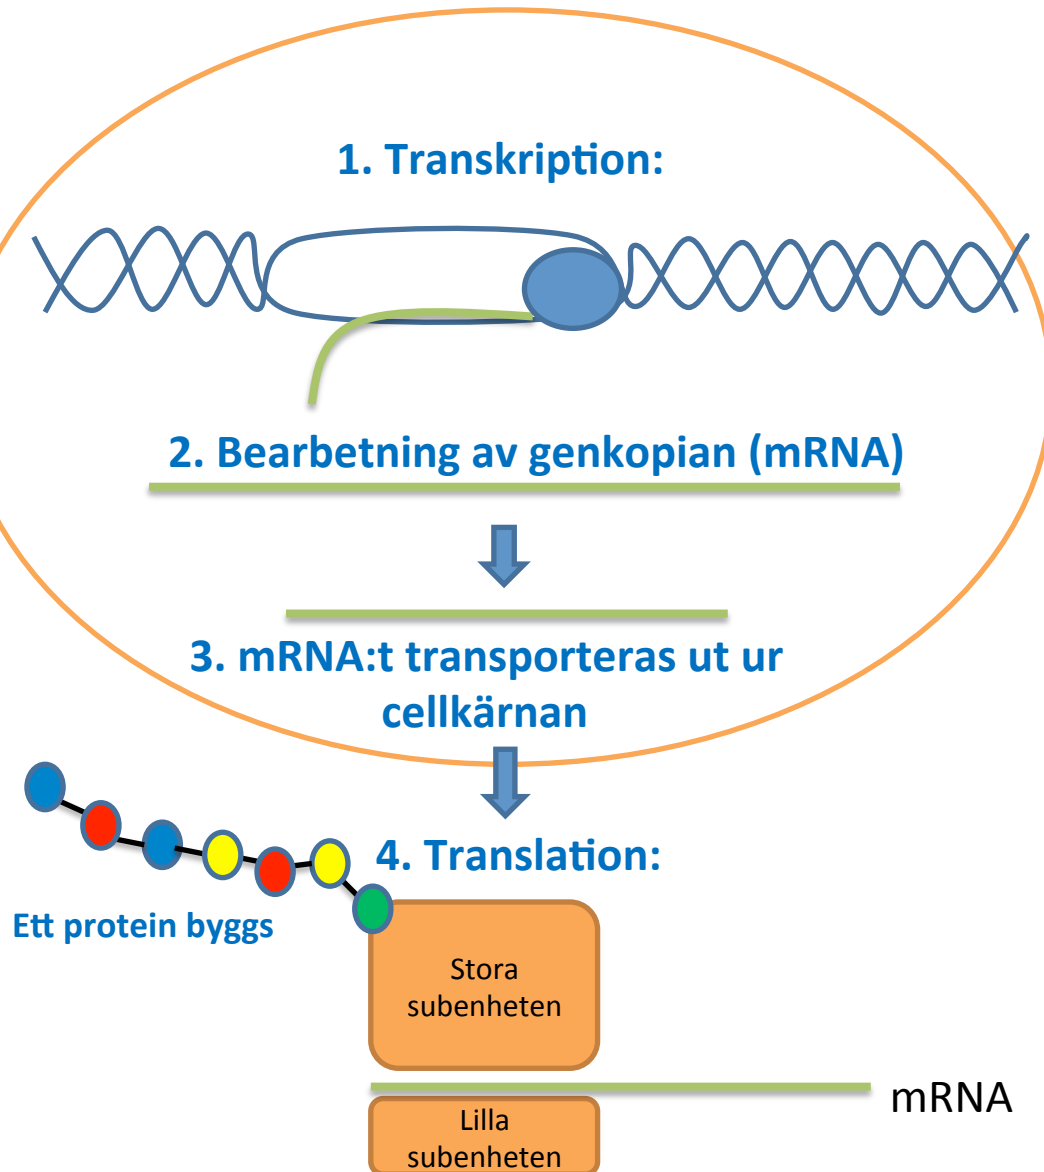 1. Transkription:
2. Bearbetning av genkopian (mRNA)
3. mRNA:t transporteras ut ur
cellkärnan
4. Translation:
Ett protein byggs
Stora
subenheten
mRNA
Lilla
subenheten